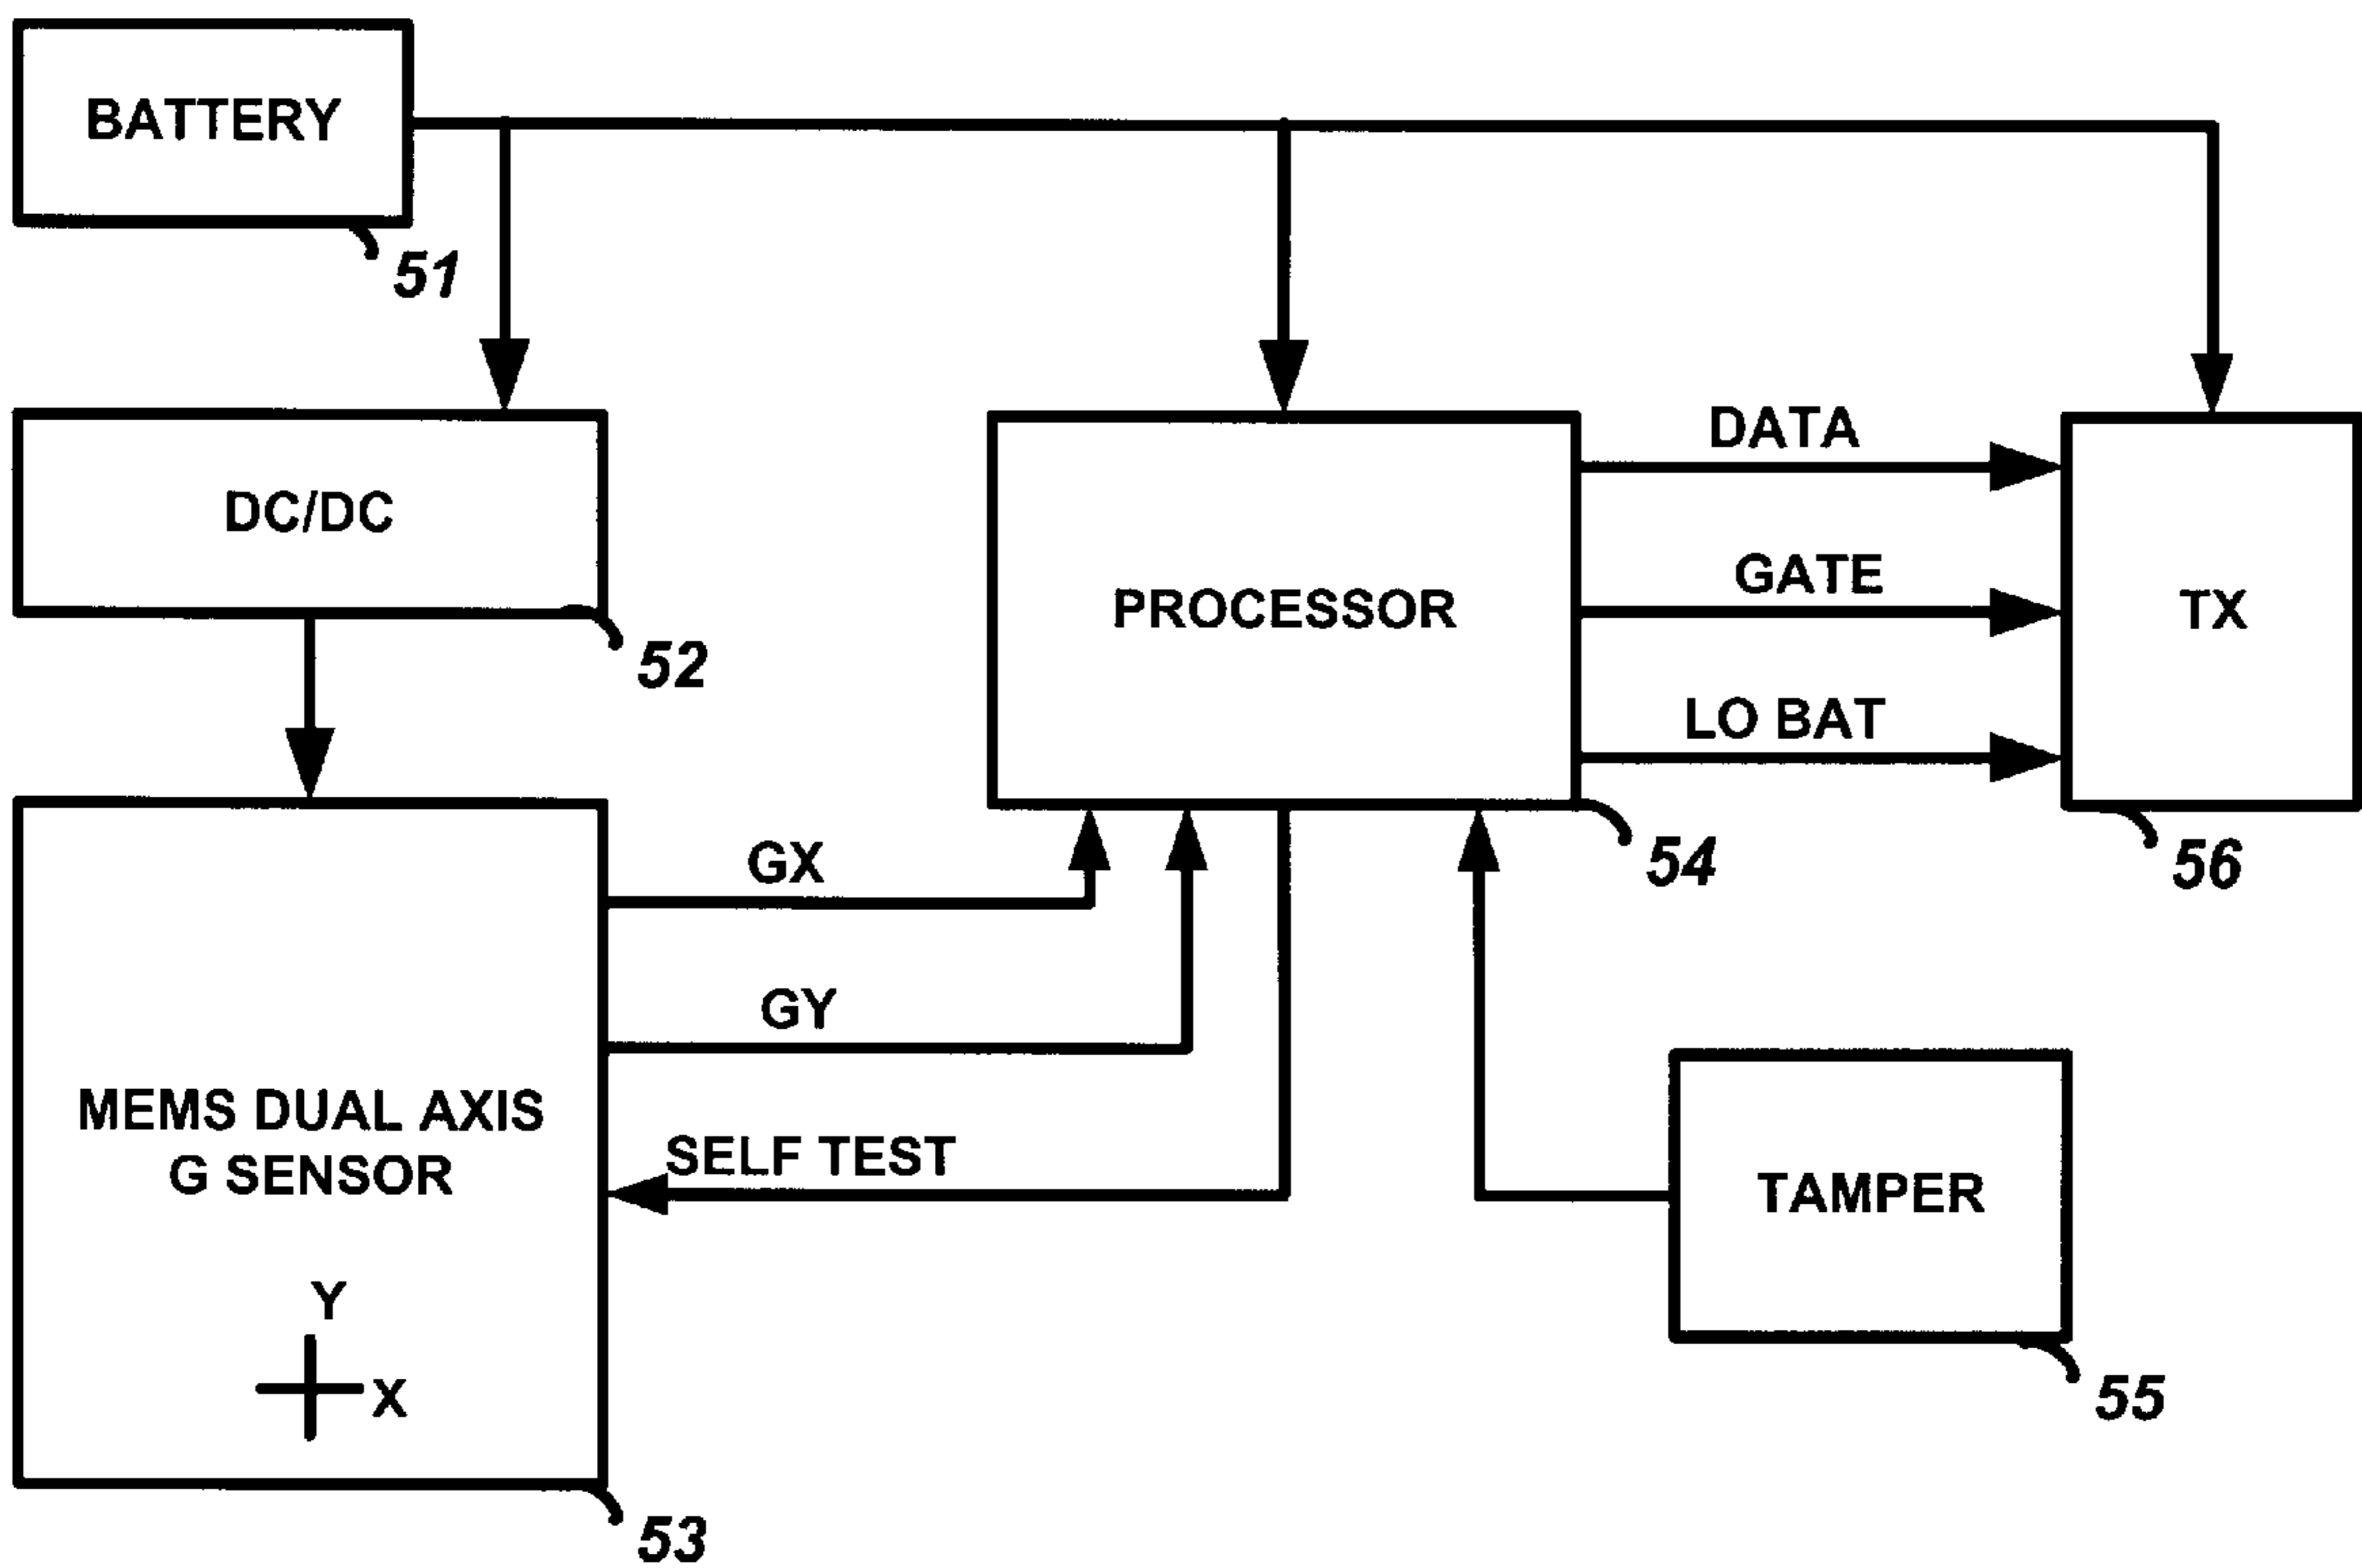 BATTERY
51
DC/DC
52
PROCESSOR
54
DATA
GATE
LO BAT
TX
56
GX
GY
SELF TEST
MEMS DUAL AXIS
G SENSOR
Y
X
53
TAMPER
55